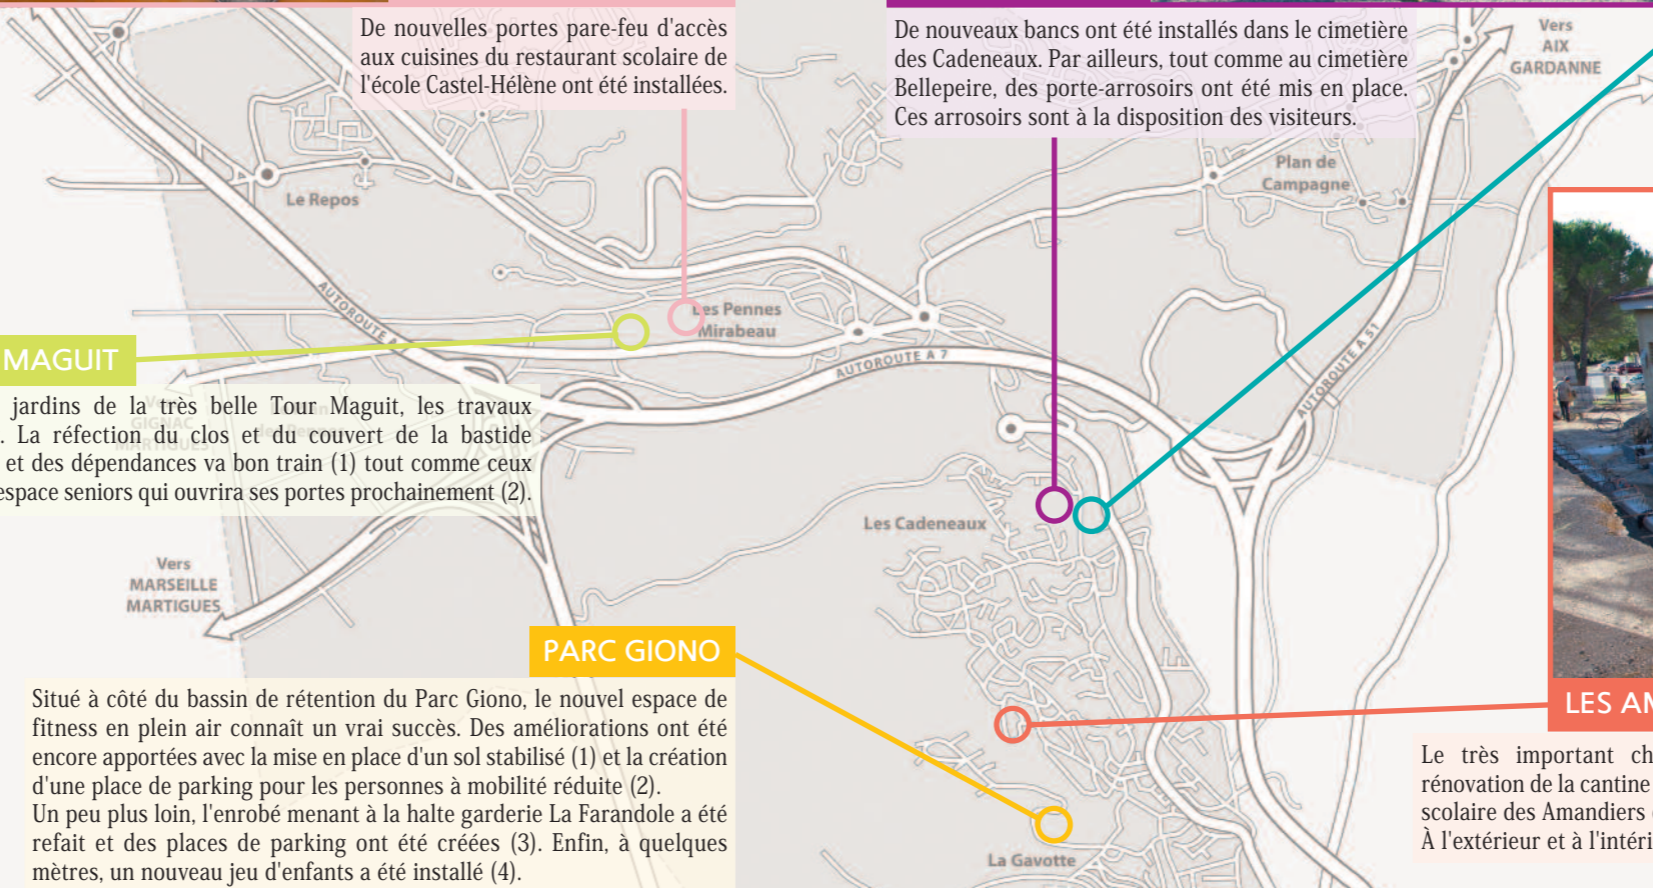 De nouvelles portes pare-feu d'accès
aux cuisines du restaurant scolaire de
l'école Castel-Hélène ont été installées.
De nouveaux bancs ont été installés dans le cimetière
des Cadeneaux. Par ailleurs, tout comme au cimetière
Bellepeire, des porte-arrosoirs ont été mis en place.
Ces arrosoirs sont à la disposition des visiteurs.
Vers
AIX
GARDANNE
Plan de
Campagne
Le Repos
Les Pennes
Mirabeau
AUTOROUTE A
AUTOROUTE A 7
AUTOROUTE A 51
MAGUIT
jardins de la très belle Tour Maguit, les travaux
. La réfection du clos et du couvert de la bastide
et des dépendances va bon train (1) tout comme ceux
espace seniors qui ouvrira ses portes prochainement (2).
GIGNAC
MARTIGUES
Les Cadeneaux
Vers
MARSEILLE
MARTIGUES
PARC GIONO
Situé à côté du bassin de rétention du Parc Giono, le nouvel espace de
fitness en plein air connaît un vrai succès. Des améliorations ont été
encore apportées avec la mise en place d'un sol stabilisé (1) et la création
d'une place de parking pour les personnes à mobilité réduite (2).
Un peu plus loin, l'enrobé menant à la halte garderie La Farandole a été
refait et des places de parking ont été créées (3). Enfin, à quelques
mètres, un nouveau jeu d'enfants a été installé (4).
La Gavotte
LES AM
Le très important ch
rénovation de la cantine
scolaire des Amandiers
À l'extérieur et à l'intéri